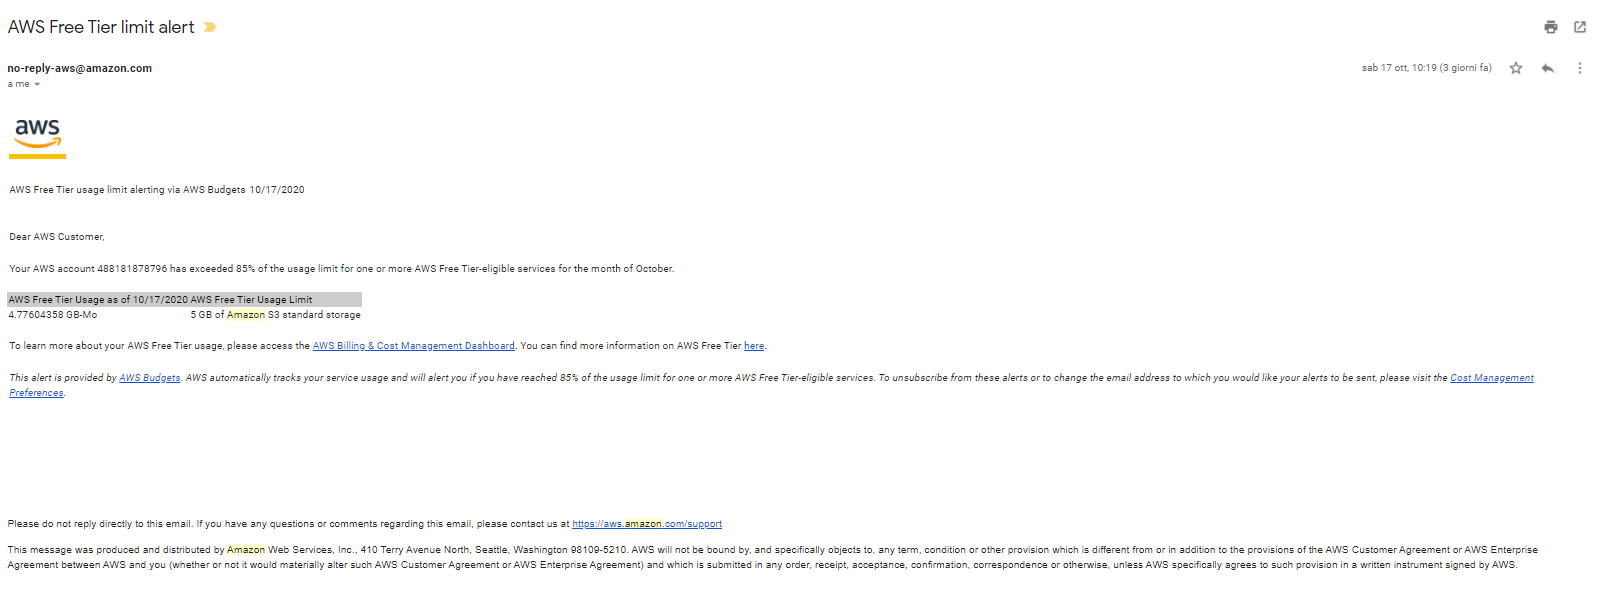 AWS Free Tier limit alert
no-reply-aws@amazon.com
sab 17 ott, 10:19 (3 giorni fa)
a me
aws
AWS Free Tier usage limit alerting via AWS Budgets 10/17/2020
Dear AWS Customer,
Your AWS account 488181878796 has exceeded 85% of the usage limit for one or more AWS Free Tier-eligible services for the month of October.
AWS Free Tier Usage as of 10/17/2020 AWS Free Tier Usage Limit
4.77604358 GB-Mo 5 GB of Amazon S3 standard storage
To learn more about your AWS Free Tier usage, please access the AWS Billing & Cost Management Dashboard. You can find more information on AWS Free Tier here.
This alert is provided by AWS Budgets. AWS automatically tracks your service usage and will alert you if you have reached 85% of the usage limit for one or more AWS Free Tier-eligible services. To unsubscribe from these alerts or to change the email address to which you would like your alerts to be sent, please visit the Cost Management
Preferences.
Please do not reply directly to this email. If you have any questions or comments regarding this email, please contact us at https://aws.amazon.com/support
This message was produced and distributed by Amazon Web Services, Inc., 410 Terry Avenue North, Seattle, Washington 98109-5210. AWS will not be bound by, and specifically objects to, any term, condition or other provision which is different from or in addition to the provisions of the AWS Customer Agreement or AWS Enterprise
Agreement between AWS and you (whether or not it would materially alter such AWS Customer Agreement or AWS Enterprise Agreement) and which is submitted in any order, receipt, acceptance, confirmation, correspondence or otherwise, unless AWS specifically agrees to such provision in a written instrument signed by AWS.